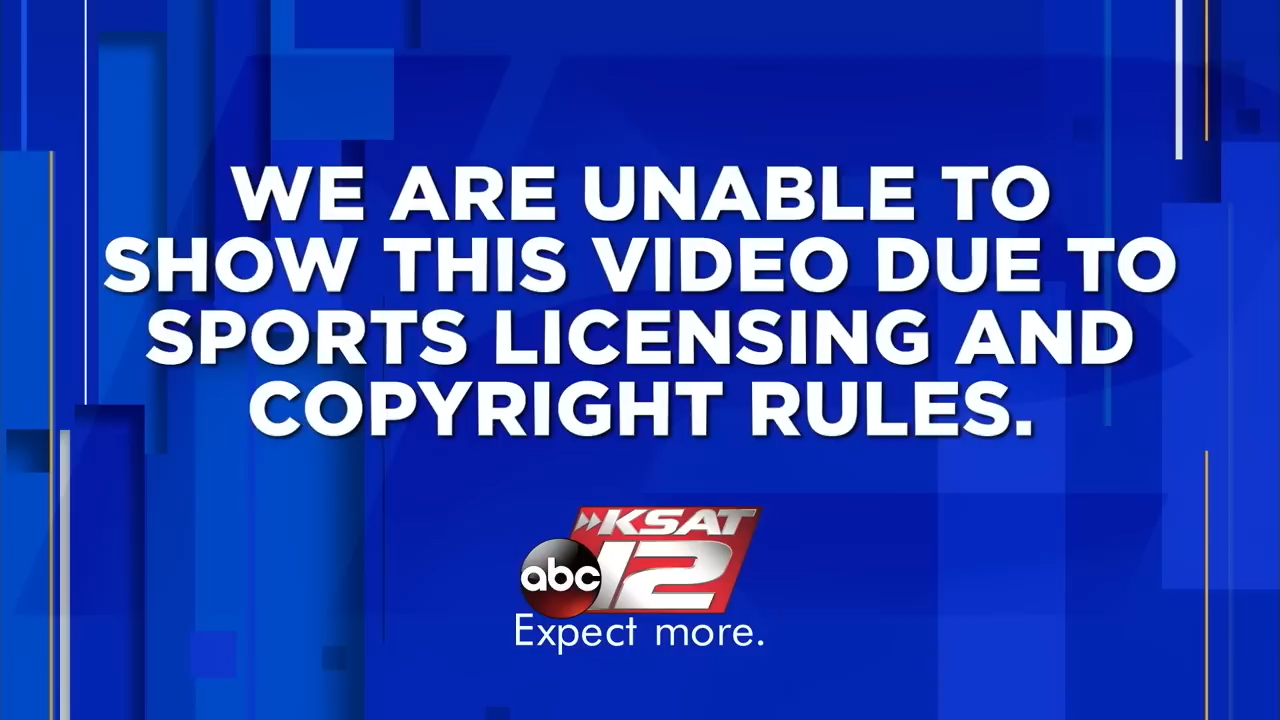 WE ARE UNABLE TO
SHOW THIS VIDEO DUE TO
SPORTS LICENSING AND
COPYRIGHT RULES.
KSAT
abc 12
Expect more.